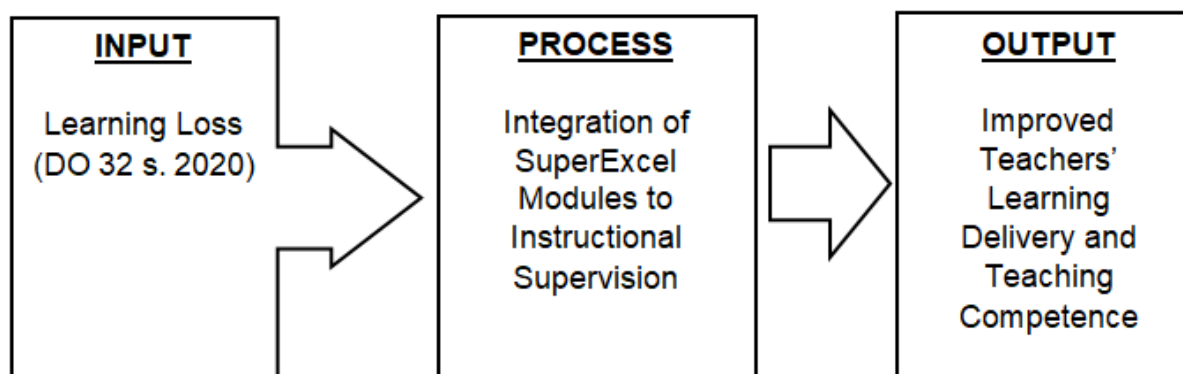 INPUT
Learning Loss
(DO 32 s. 2020)
PROCESS
Integration of
SuperExcel
Modules to
Instructional
Supervision
OUTPUT
Improved
Teachers’
Learning
Delivery and
Teaching
Competence